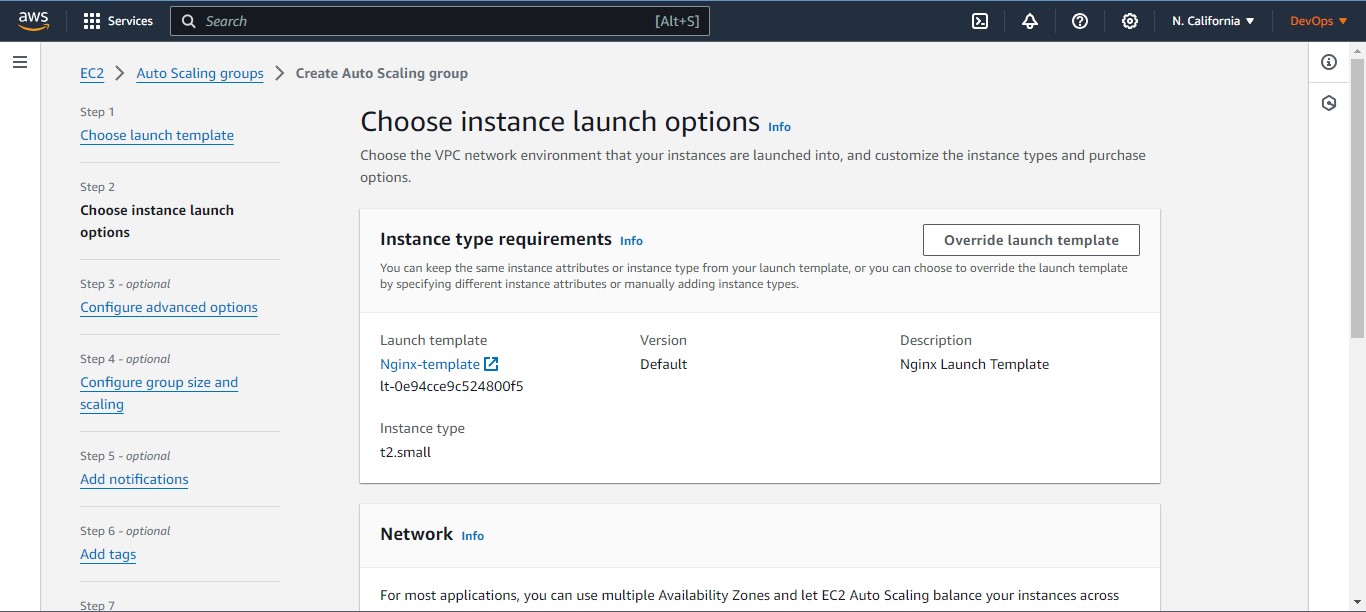 aws
Services
Search
[Alt+S]
N. California
DevOps
EC2
Auto Scaling groups
Create Auto Scaling group
Step 1
Choose launch template
Step 2
Choose instance launch
options
Step 3 - optional
Configure advanced options
Step 4 - optional
Configure group size and
scaling
Step 5 - optional
Add notifications
Step 6 - optional
Add tags
Step 7
Choose instance launch options Info
Choose the VPC network environment that your instances are launched into, and customize the instance types and purchase
options.
Instance type requirements Info
Override launch template
You can keep the same instance attributes or instance type from your launch template, or you can choose to override the launch template
by specifying different instance attributes or manually adding instance types.
Launch template
Nginx-template
lt-0e94cce9c524800f5
Version
Default
Description
Nginx Launch Template
Instance type
t2.small
Network Info
For most applications, you can use multiple Availability Zones and let EC2 Auto Scaling balance your instances across